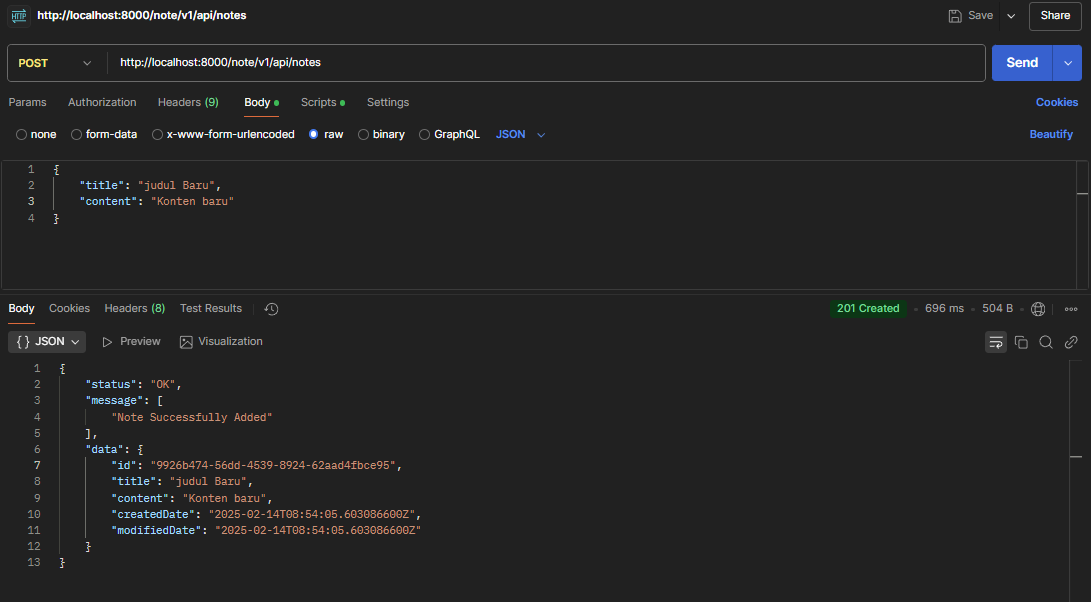 HTTP http://localhost:8000/note/v1/api/notes Save Share
POST http://localhost:8000/note/v1/api/notes Send
Params Authorization Headers (9) Body Scripts Settings Cookies
none form-data x-www-form-urlencoded raw binary GraphQL JSON Beautify
1 {
2 "title": "judul Baru",
3 "content": "Konten baru"
4 }
Body Cookies Headers (8) Test Results 201 Created 696 ms 504 B
{} JSON Preview Visualization
1 {
2 "status": "OK",
3 "message": [
4 "Note Successfully Added"
5 ],
6 "data": {
7 "id": "9926b474-56dd-4539-8924-62aad4fbce95",
8 "title": "judul Baru",
9 "content": "Konten baru",
10 "createdDate": "2025-02-14T08:54:05.603086600Z",
11 "modifiedDate": "2025-02-14T08:54:05.603086600Z"
12 }
13 }